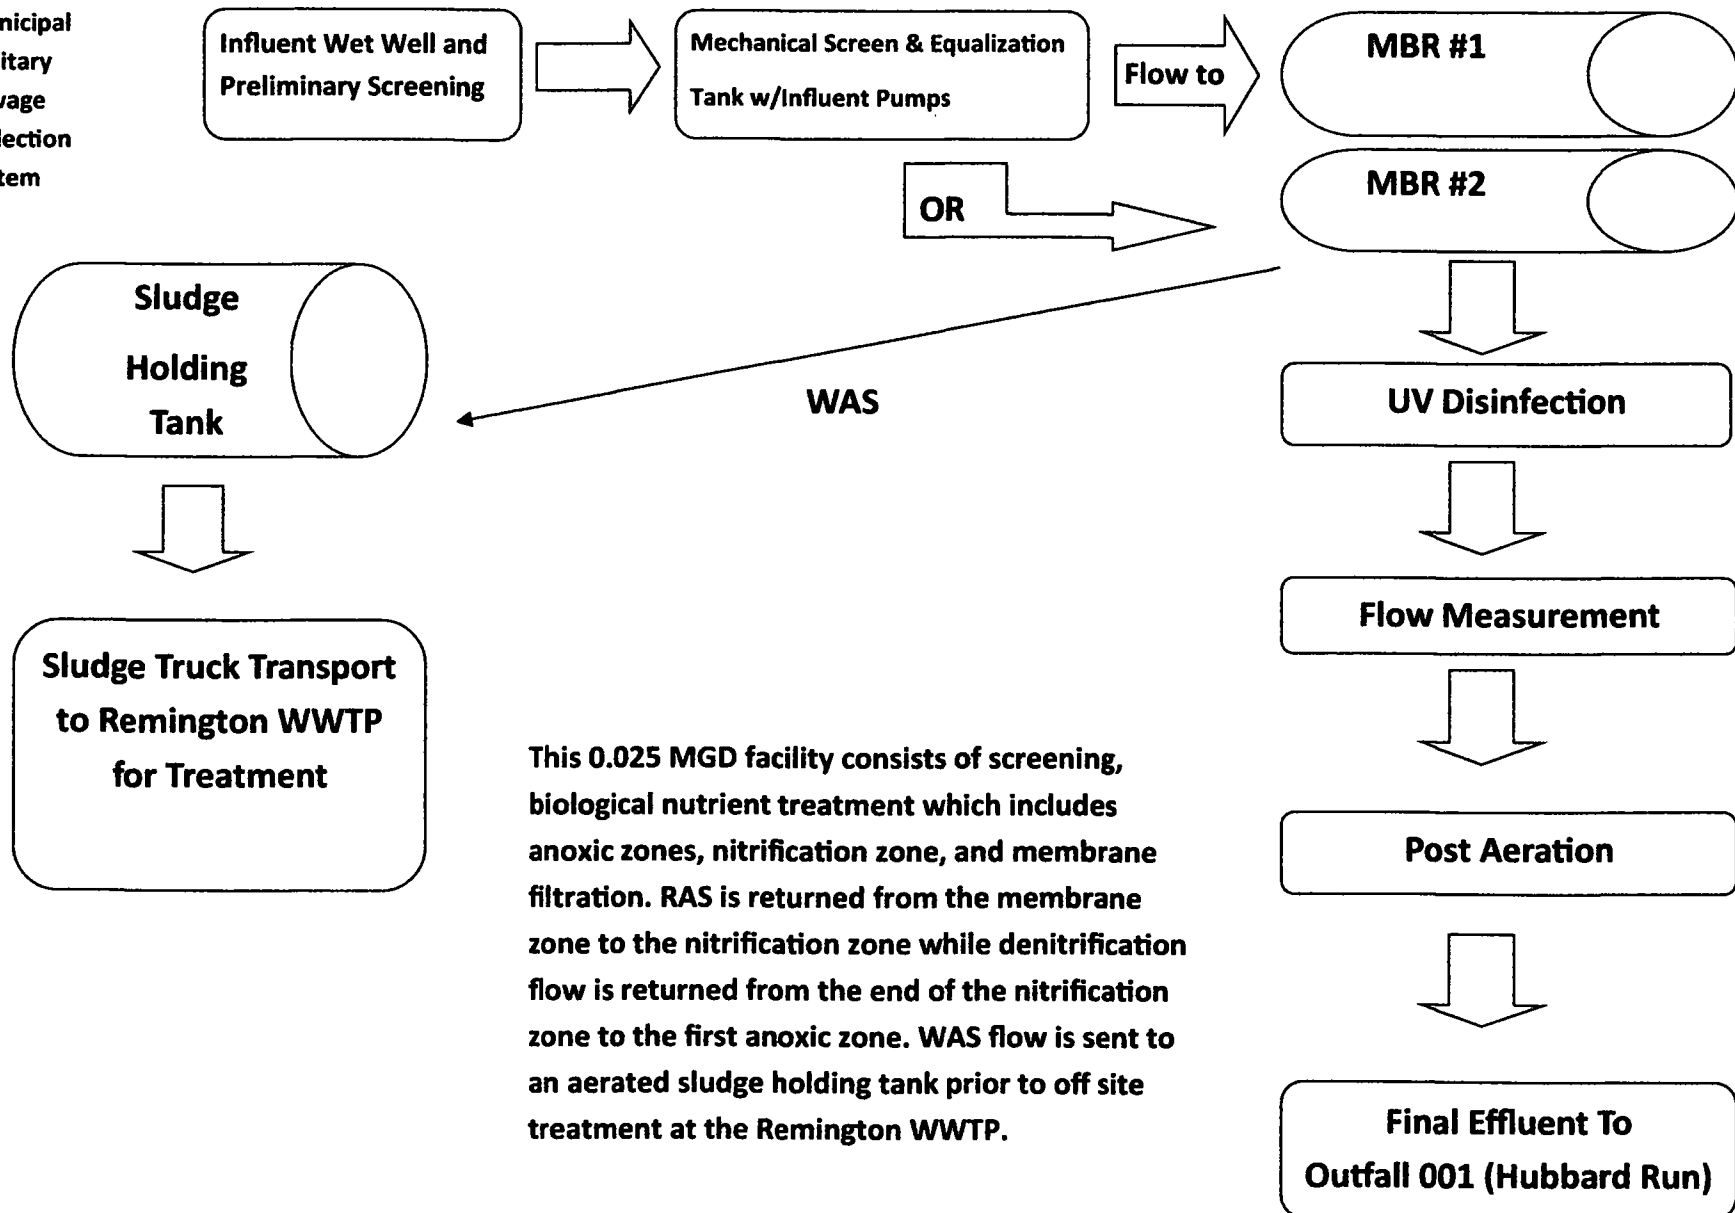 nicipal
itary
wage
lection
tem
Influent Wet Well and
Preliminary Screening
Mechanical Screen & Equalization
Tank w/Influent Pumps
Flow to
MBR #1
OR
MBR #2
Sludge
Holding
Tank
WAS
UV Disinfection
Flow Measurement
Sludge Truck Transport
to Remington WWTP
for Treatment
This 0.025 MGD facility consists of screening,
biological nutrient treatment which includes
anoxic zones, nitrification zone, and membrane
filtration. RAS is returned from the membrane
zone to the nitrification zone while denitrification
flow is returned from the end of the nitrification
zone to the first anoxic zone. WAS flow is sent to
an aerated sludge holding tank prior to off site
treatment at the Remington WWTP.
Post Aeration
Final Effluent To
Outfall 001 (Hubbard Run)